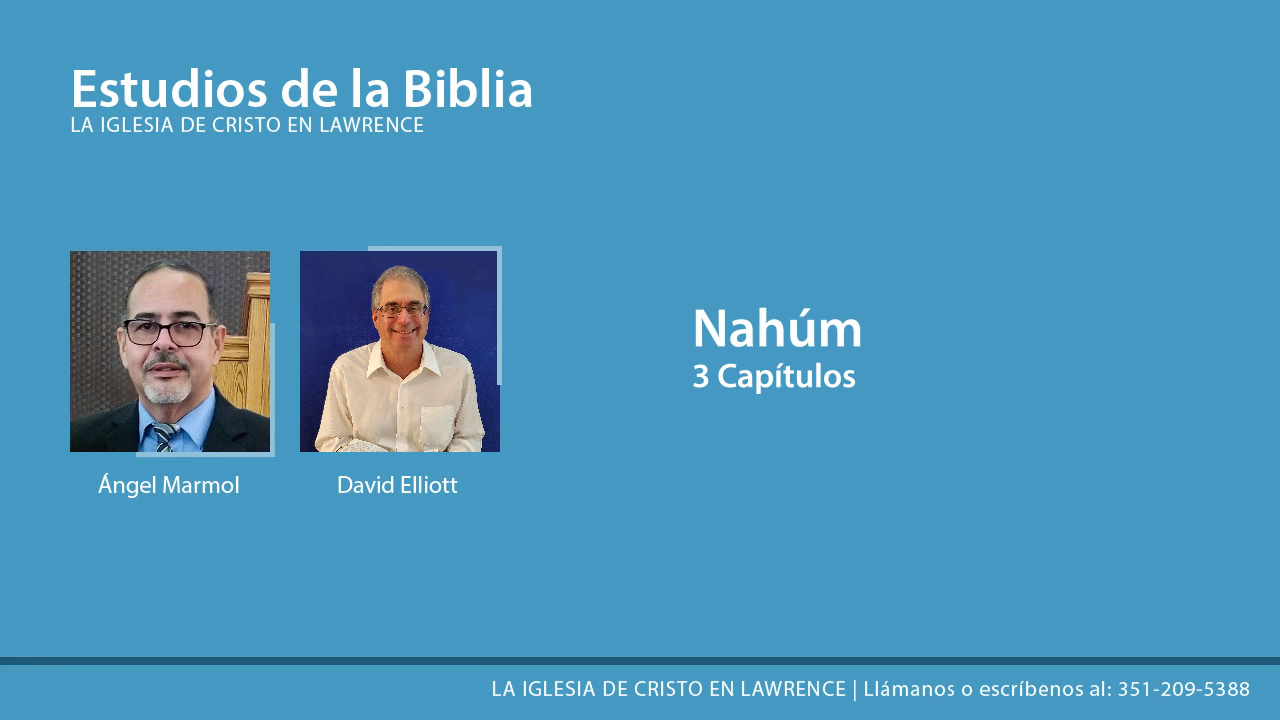 Estudios de la Biblia
LA IGLESIA DE CRISTO EN LAWRENCE
Ángel Marmol
David Elliott
Nahúm
3 Capítulos
LA IGLESIA DE CRISTO EN LAWRENCE | Llámanos o escríbenos al: 351-209-5388